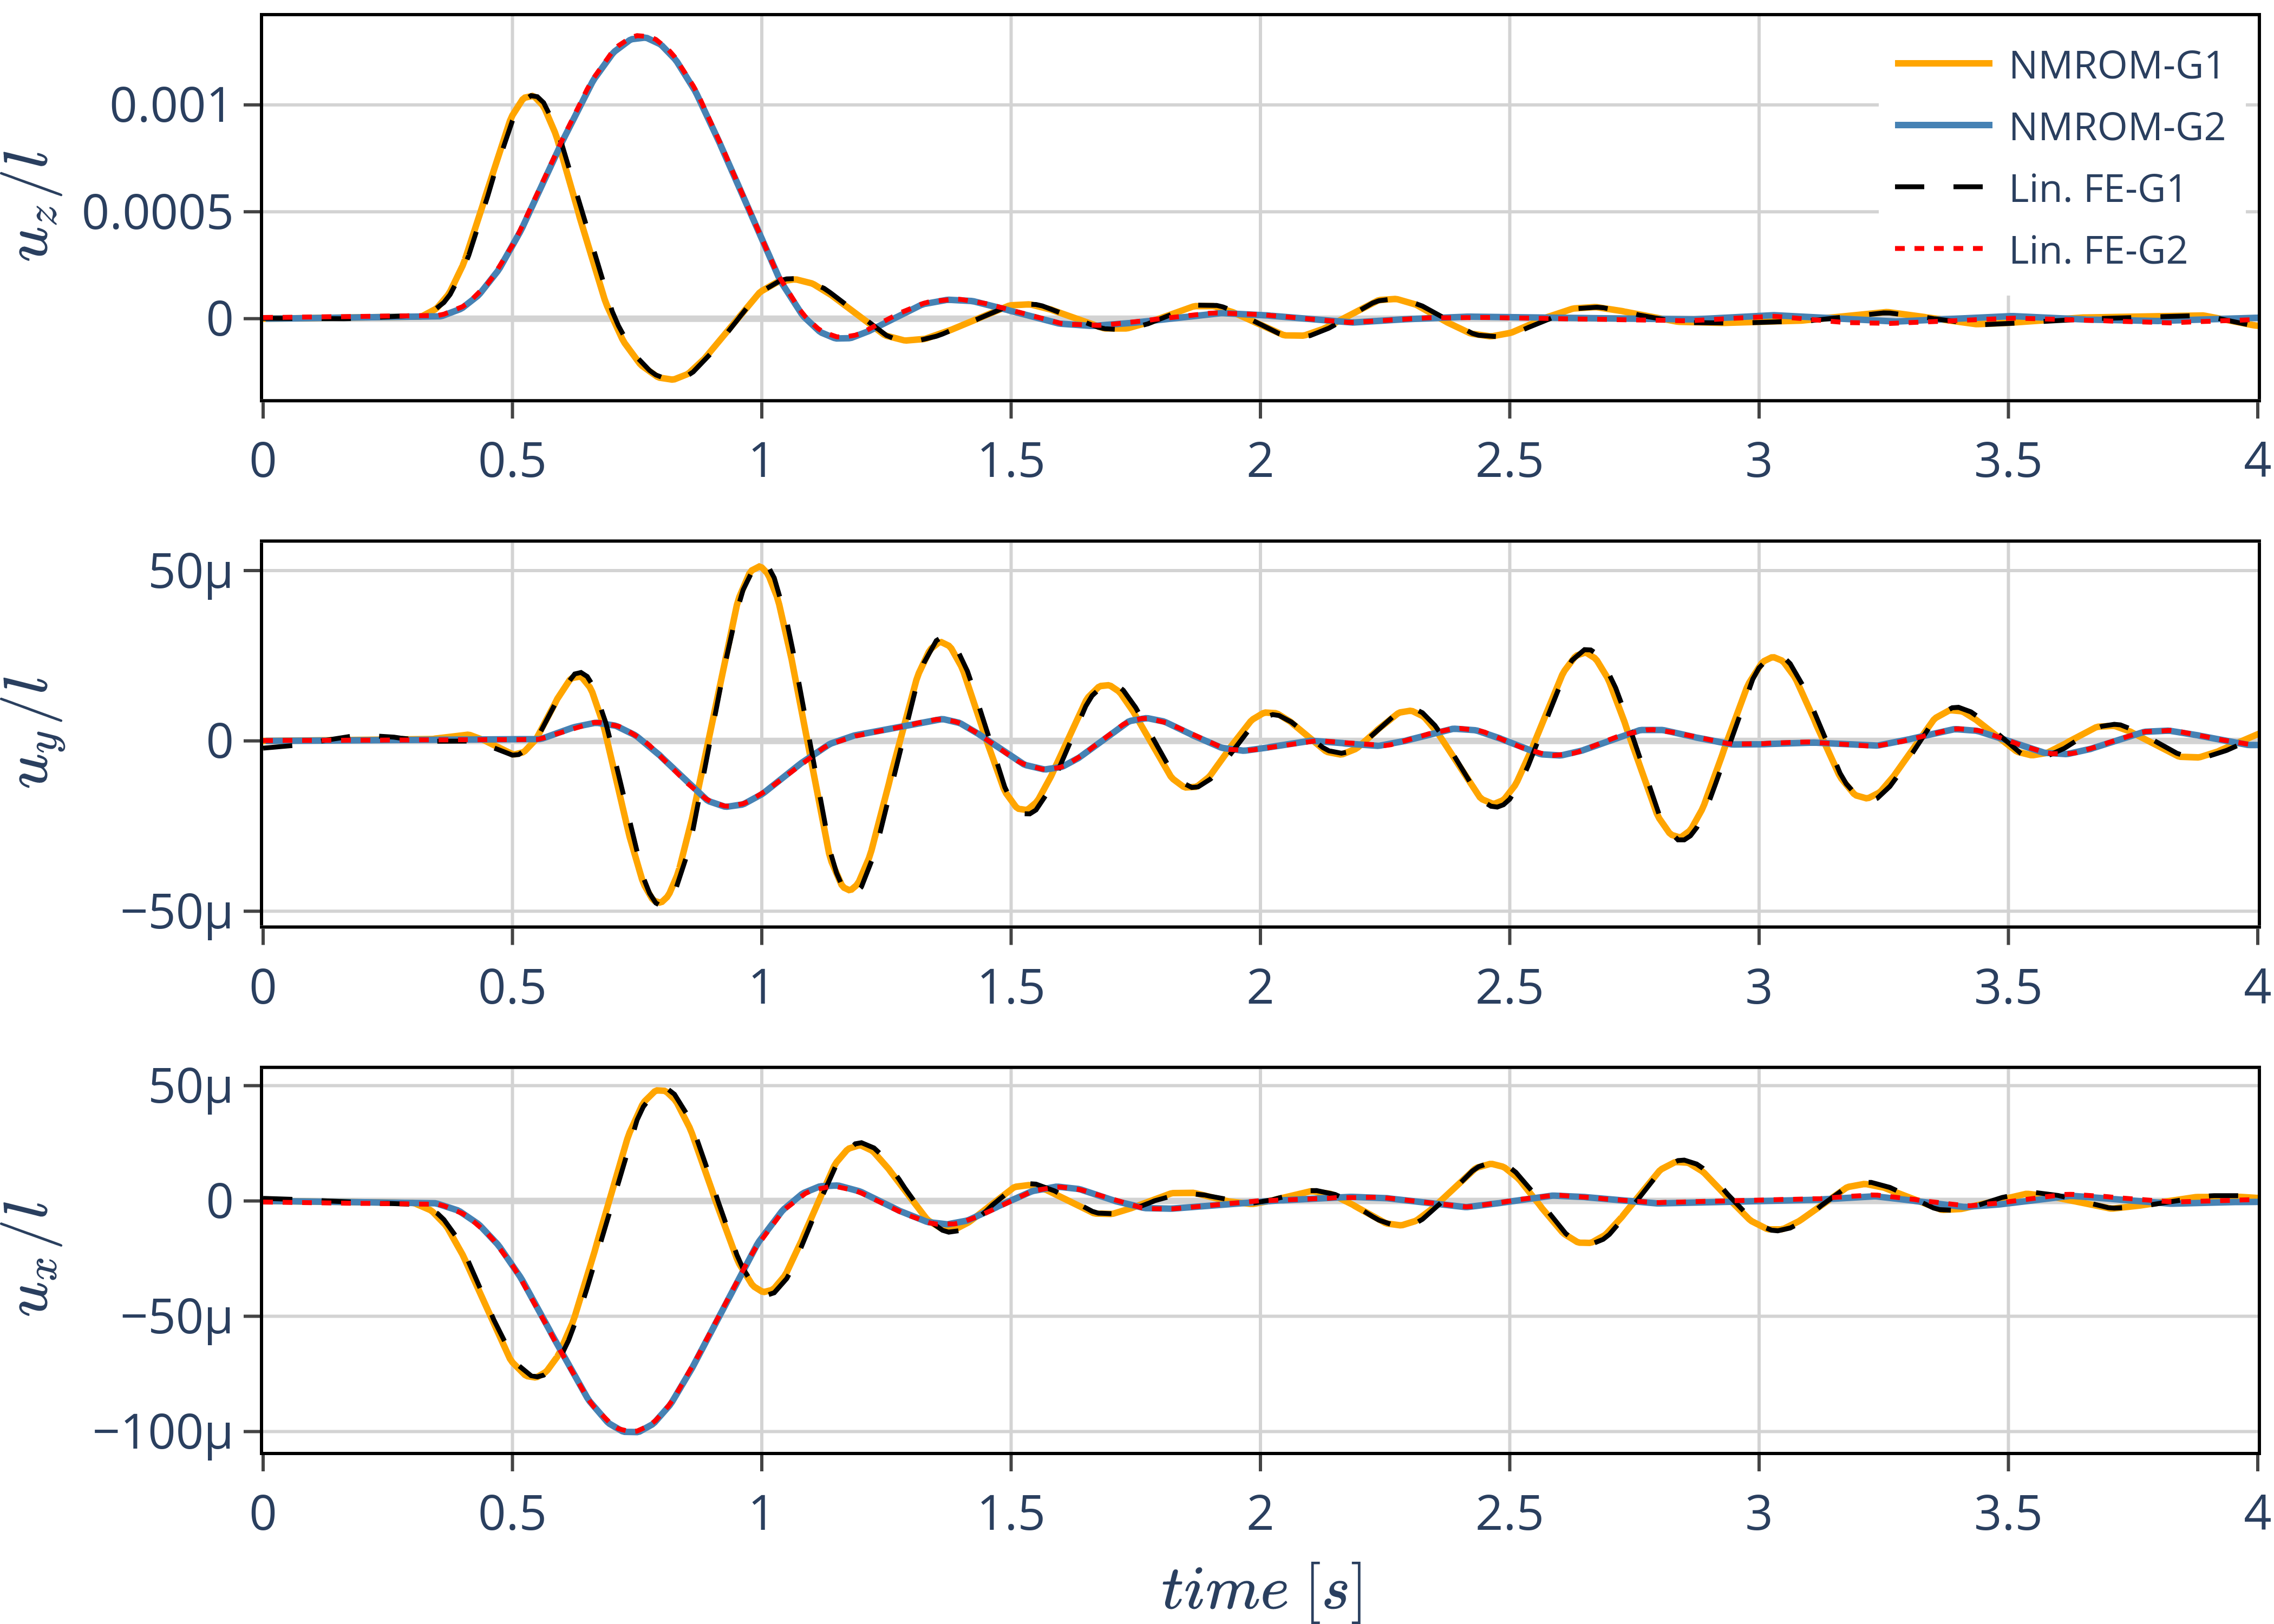 u_z/l
0.001
0.0005
0
NMROM-G1
NMROM-G2
Lin. FE-G1
Lin. FE-G2
0 0.5 1 1.5 2 2.5 3 3.5 4
u_y/l
50μ
0
−50μ
0 0.5 1 1.5 2 2.5 3 3.5 4
u_x/l
50μ
0
−50μ
−100μ
0 0.5 1 1.5 2 2.5 3 3.5 4
time [s]